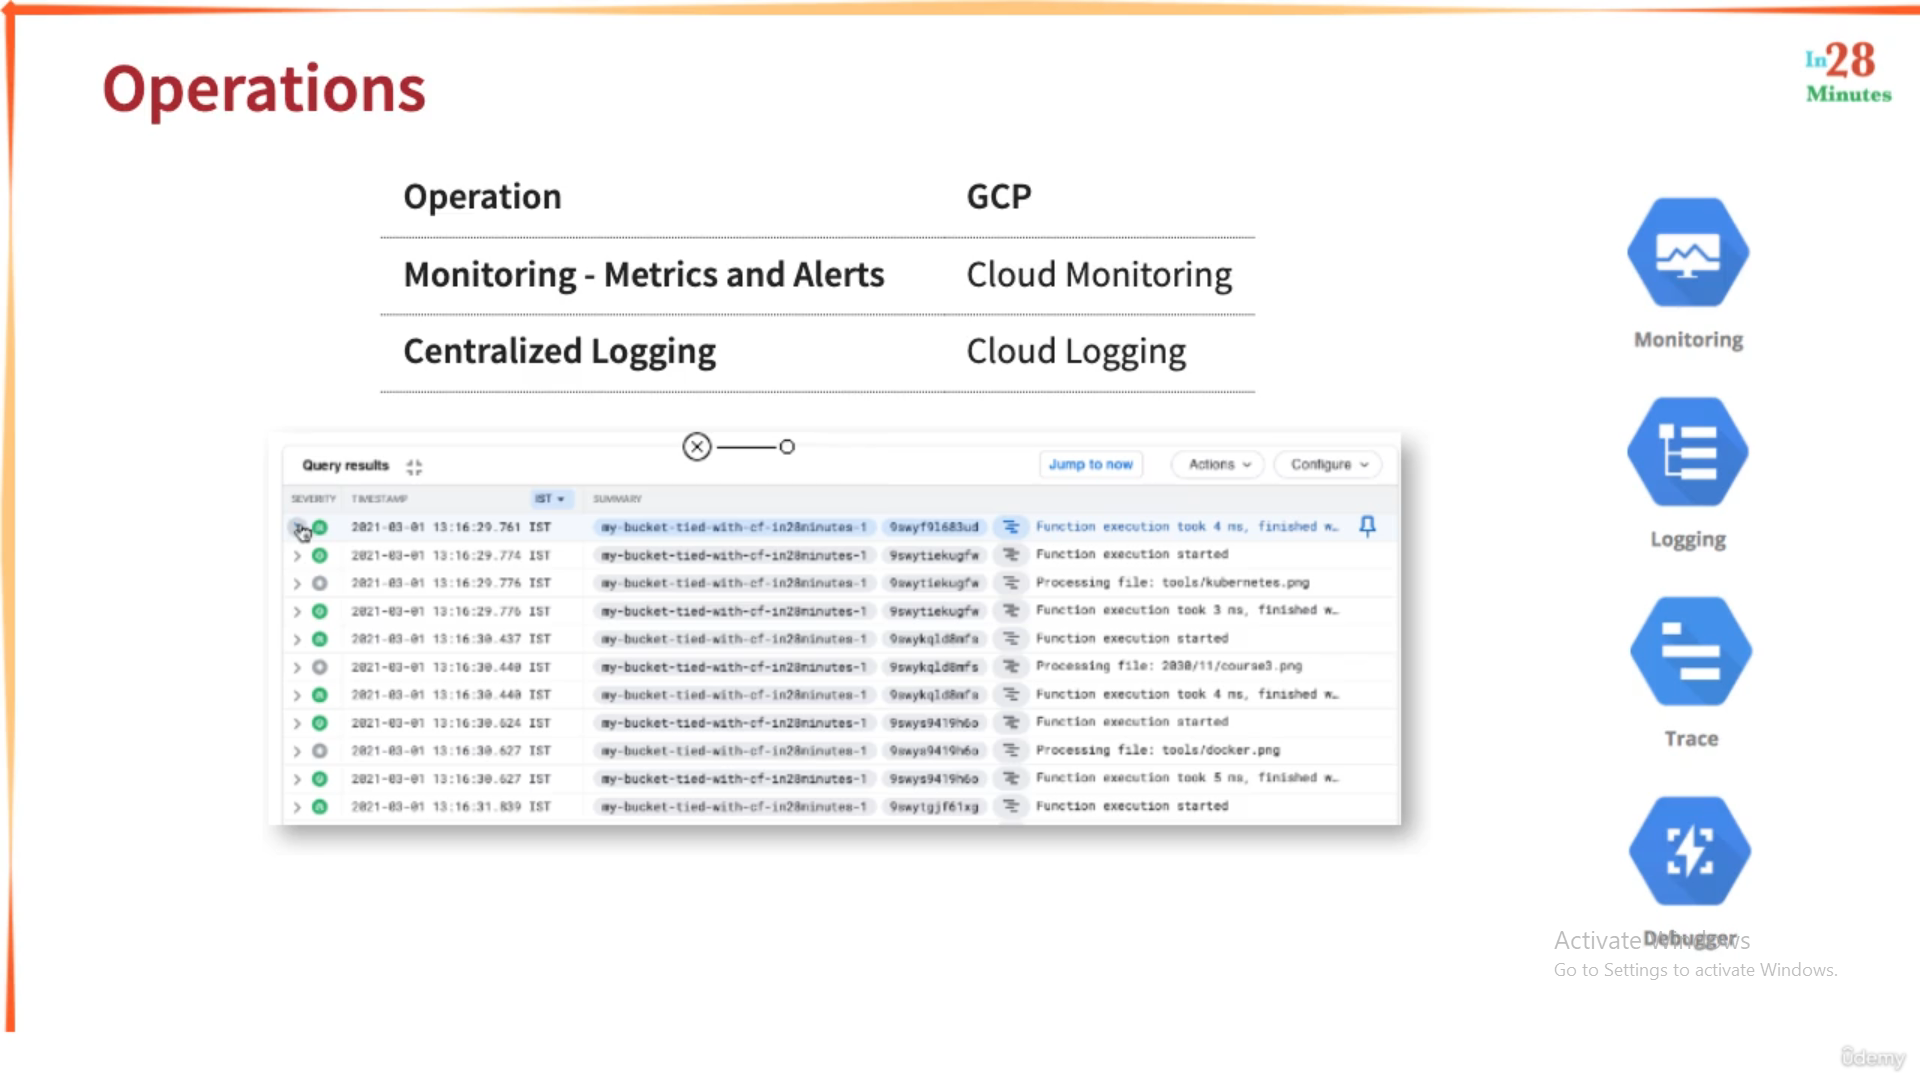 Operations
In28
Minutes
Operation GCP
Monitoring - Metrics and Alerts Cloud Monitoring
Centralized Logging Cloud Logging
Query results Jump to now Actions Configure
SEVERITY TIMESTAMP IST SUMMARY
2021-03-01 13:16:29.761 IST my-bucket-tied-with-cf-in28minutes-1 9swyf9l683ud Function execution took 4 ms, finished w…
2021-03-01 13:16:29.774 IST my-bucket-tied-with-cf-in28minutes-1 9swytiekugfw Function execution started
2021-03-01 13:16:29.776 IST my-bucket-tied-with-cf-in28minutes-1 9swytiekugfw Processing file: tools/kubernetes.png
2021-03-01 13:16:29.776 IST my-bucket-tied-with-cf-in28minutes-1 9swytiekugfw Function execution took 3 ms, finished w…
2021-03-01 13:16:30.437 IST my-bucket-tied-with-cf-in28minutes-1 9swykqld8mfs Function execution started
2021-03-01 13:16:30.440 IST my-bucket-tied-with-cf-in28minutes-1 9swykqld8mfs Processing file: 2030/11/course3.png
2021-03-01 13:16:30.440 IST my-bucket-tied-with-cf-in28minutes-1 9swykqld8mfs Function execution took 4 ms, finished w…
2021-03-01 13:16:30.624 IST my-bucket-tied-with-cf-in28minutes-1 9swys9419h6o Function execution started
2021-03-01 13:16:30.627 IST my-bucket-tied-with-cf-in28minutes-1 9swys9419h6o Processing file: tools/docker.png
2021-03-01 13:16:30.627 IST my-bucket-tied-with-cf-in28minutes-1 9swys9419h6o Function execution took 5 ms, finished w…
2021-03-01 13:16:31.839 IST my-bucket-tied-with-cf-in28minutes-1 9swytgjf61xg Function execution started
Monitoring
Logging
Trace
Debugger
Activate Windows
Go to Settings to activate Windows.
ûdemy